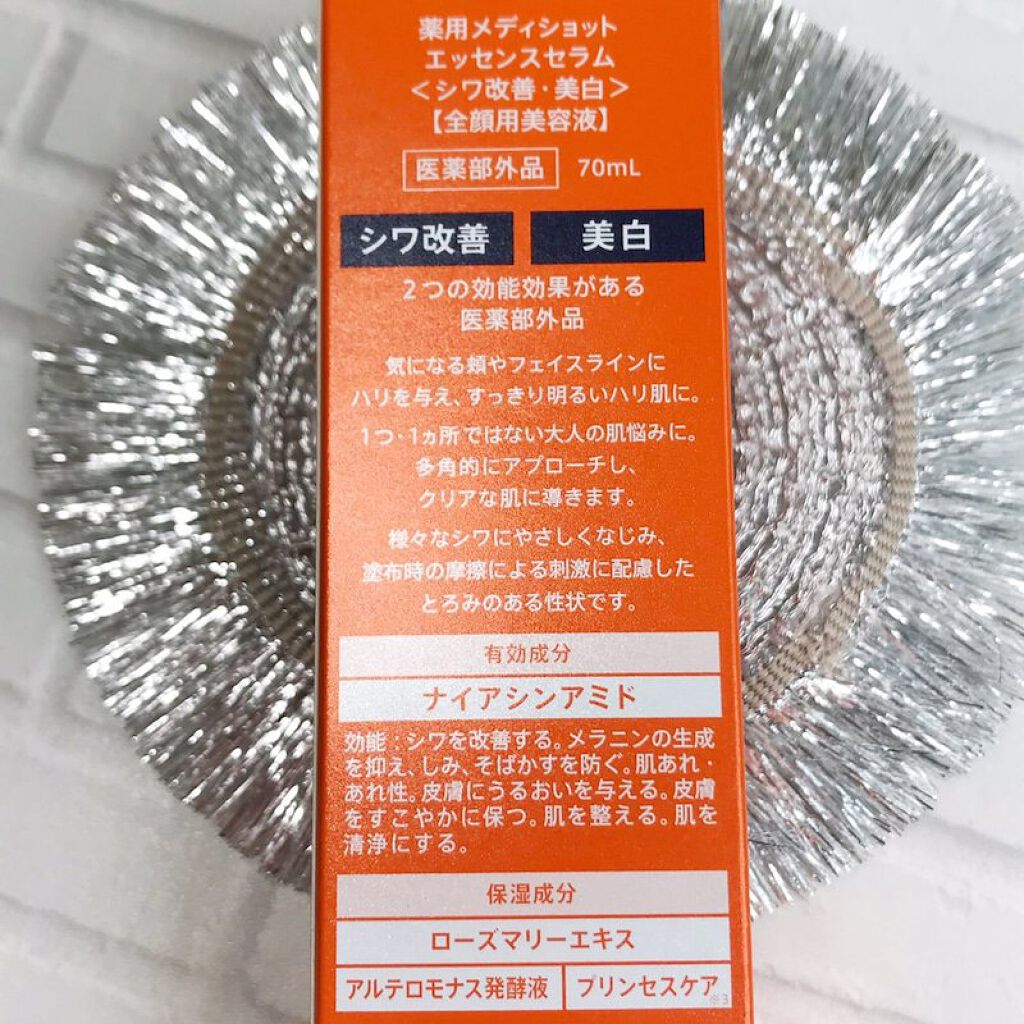 薬用メディショット
エッセンスセラム
＜シワ改善・美白＞
【全顔用美容液】
医薬部外品 70mL
シワ改善 美白
2つの効能効果がある
医薬部外品
気になる頬やフェイスラインに
ハリを与え、すっきり明るいハリ肌に。
1つ・1ヵ所ではない大人の肌悩みに。
多角的にアプローチし、
クリアな肌に導きます。
様々なシワにやさしくなじみ、
塗布時の摩擦による刺激に配慮した
とろみのある性状です。
有効成分
ナイアシンアミド
効能：シワを改善する。メラニンの生成
を抑え、しみ、そばかすを防ぐ。肌あれ・
あれ性。皮膚にうるおいを与える。皮膚
をすこやかに保つ。肌を整える。肌を
清浄にする。
保湿成分
ローズマリーエキス
アルテロモナス発酵液 プリンセスケア※3